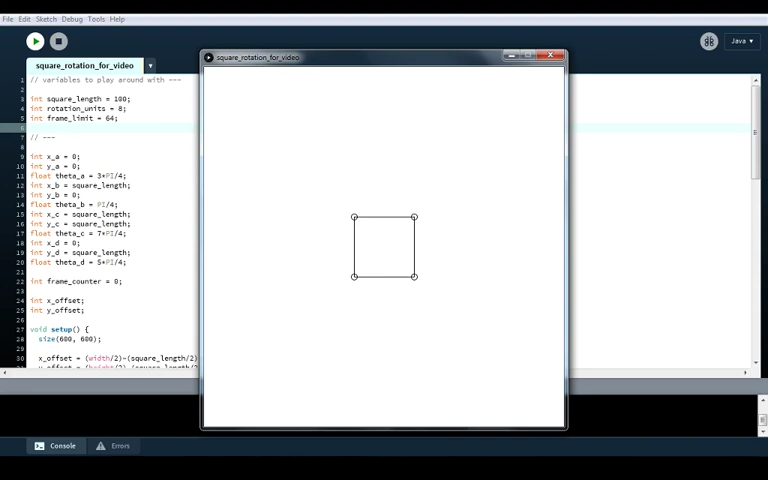 File Edit Sketch Debug Tools Help
Java
square_rotation_for_video
square_rotation_for_video
1 // variables to play around with ---
2
3 int square_length = 100;
4 int rotation_units = 8;
5 int frame_limit = 64;
6
7 // ---
8
9 int x_a = 0;
10 int y_a = 0;
11 float theta_a = 3*PI/4;
12 int x_b = square_length;
13 int y_b = 0;
14 float theta_b = PI/4;
15 int x_c = square_length;
16 int y_c = square_length;
17 float theta_c = 7*PI/4;
18 int x_d = 0;
19 int y_d = square_length;
20 float theta_d = 5*PI/4;
21
22 int frame_counter = 0;
23
24 int x_offset;
25 int y_offset;
26
27 void setup() {
28 size(600, 600);
29
30 x_offset = (width/2)-(square_length/2)
Console Errors